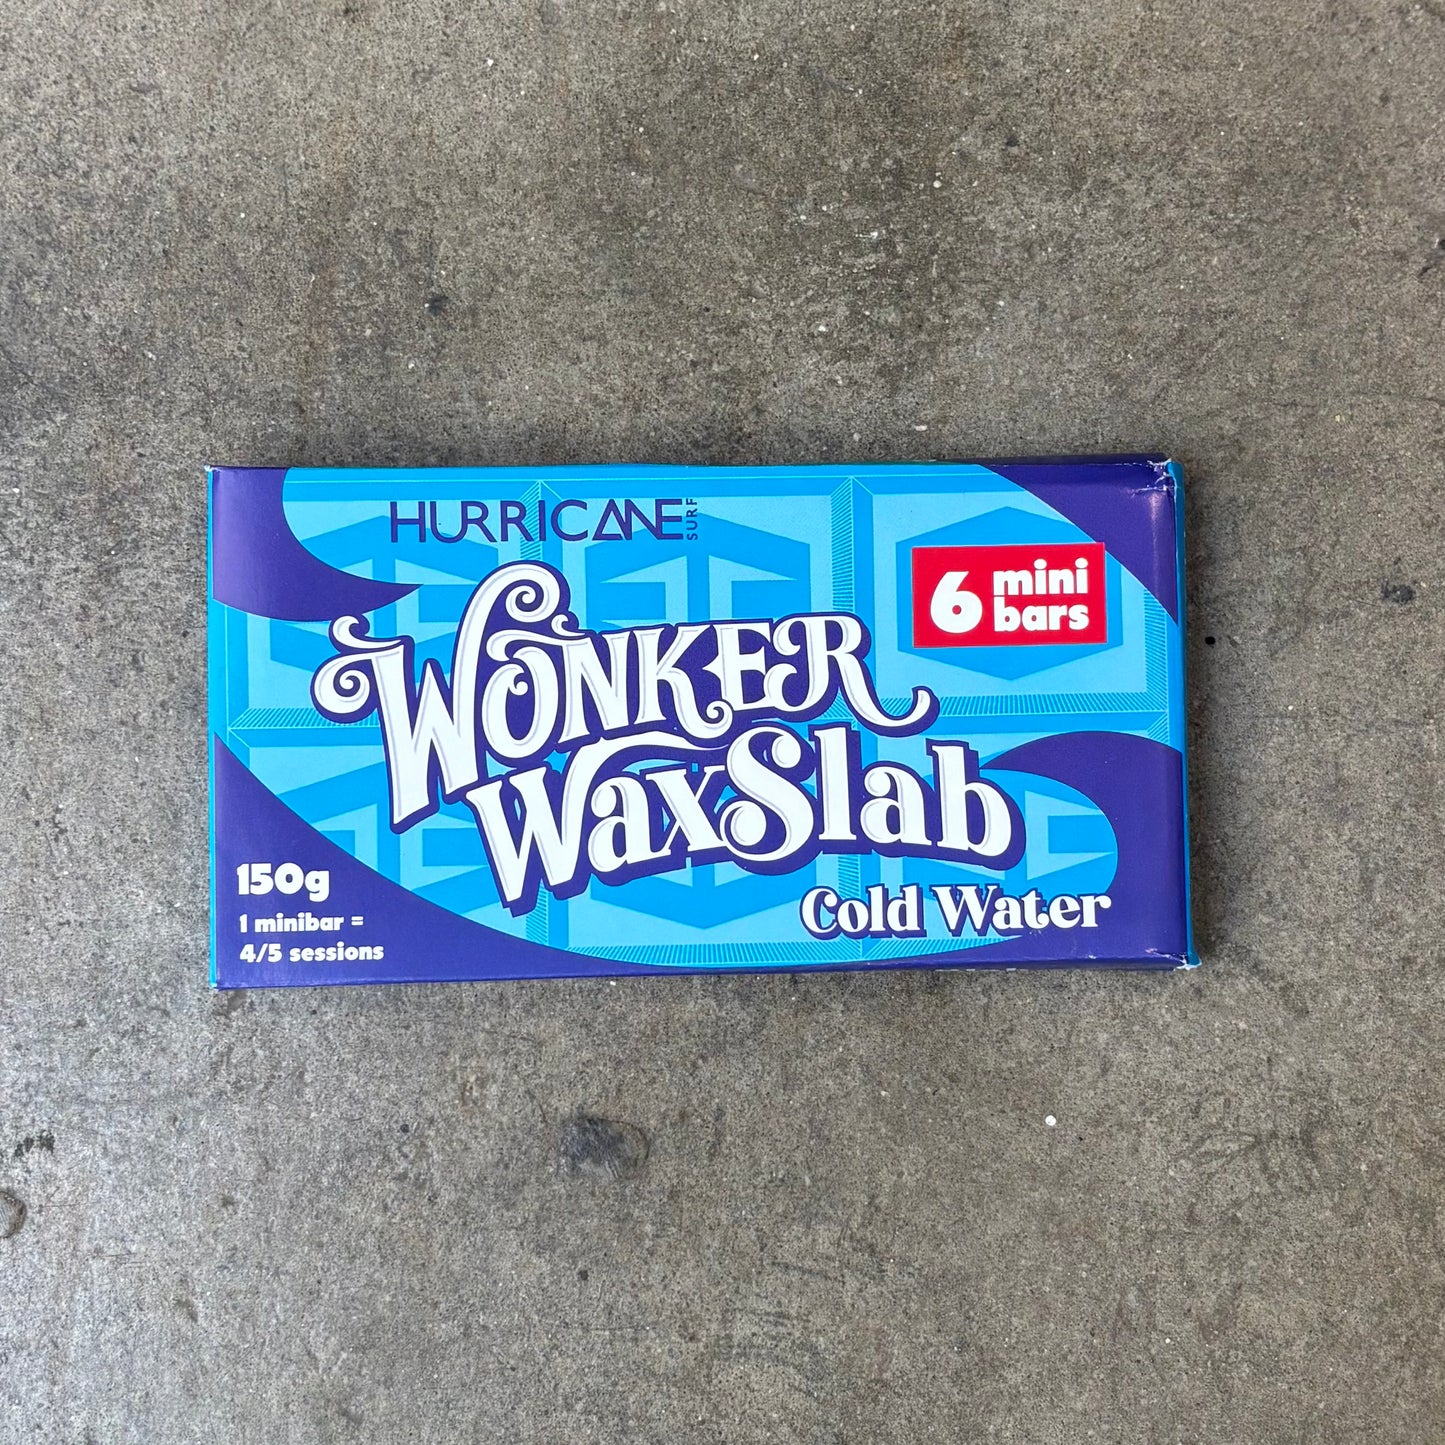 HURRICANE SURF
6 mini
bars
WONKER
WaxSlab
Cold Water
150g
1 minibar =
4/5 sessions